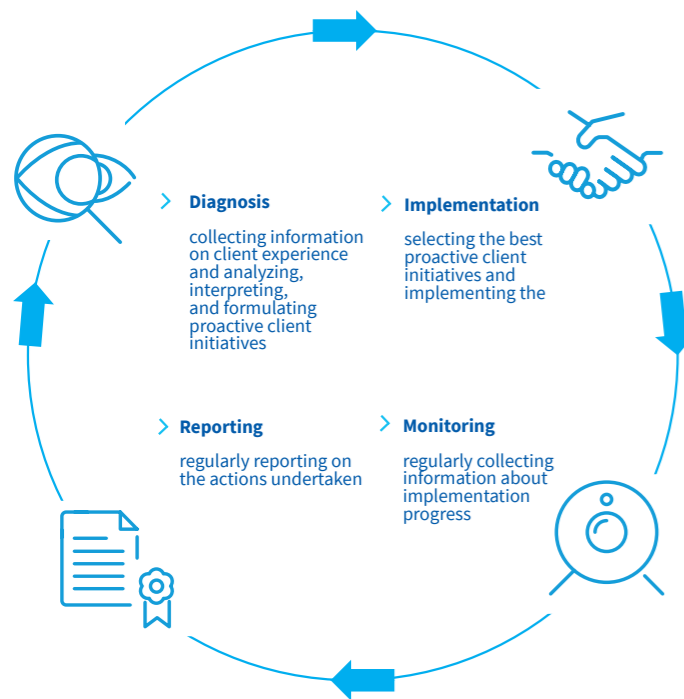 Diagnosis
collecting information
on client experience
and analyzing,
interpreting,
and formulating
proactive client
initiatives
Implementation
selecting the best
proactive client
initiatives and
implementing the
Reporting
regularly reporting on
the actions undertaken
Monitoring
regularly collecting
information about
implementation
progress